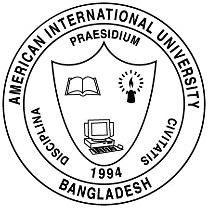 AMERICAN INTERNATIONAL UNIVERSITY
PRAESIDIUM
DISCIPLINA
CIVITATIS
1994
BANGLADESH